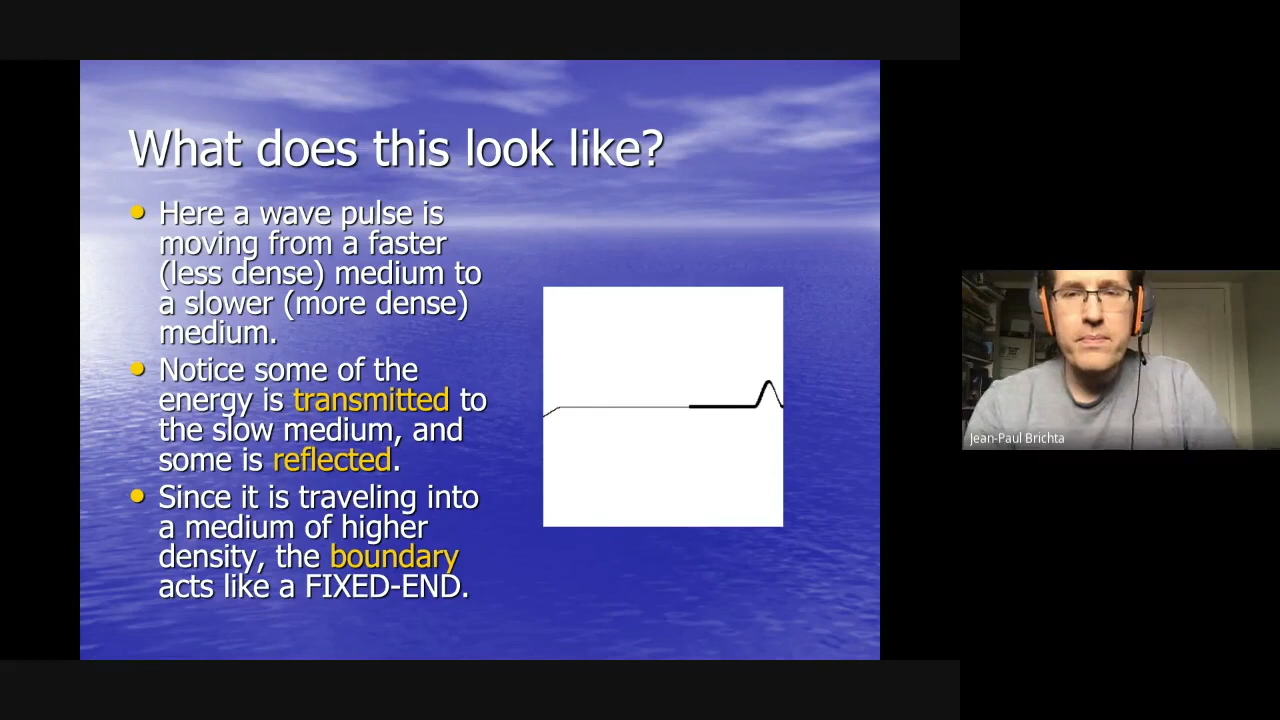 What does this look like?
Here a wave pulse is
moving from a faster
(less dense) medium to
a slower (more dense)
medium.
Notice some of the
energy is transmitted to
the slow medium, and
some is reflected.
Since it is traveling into
a medium of higher
density, the boundary
acts like a FIXED-END.
Jean-Paul Brichta